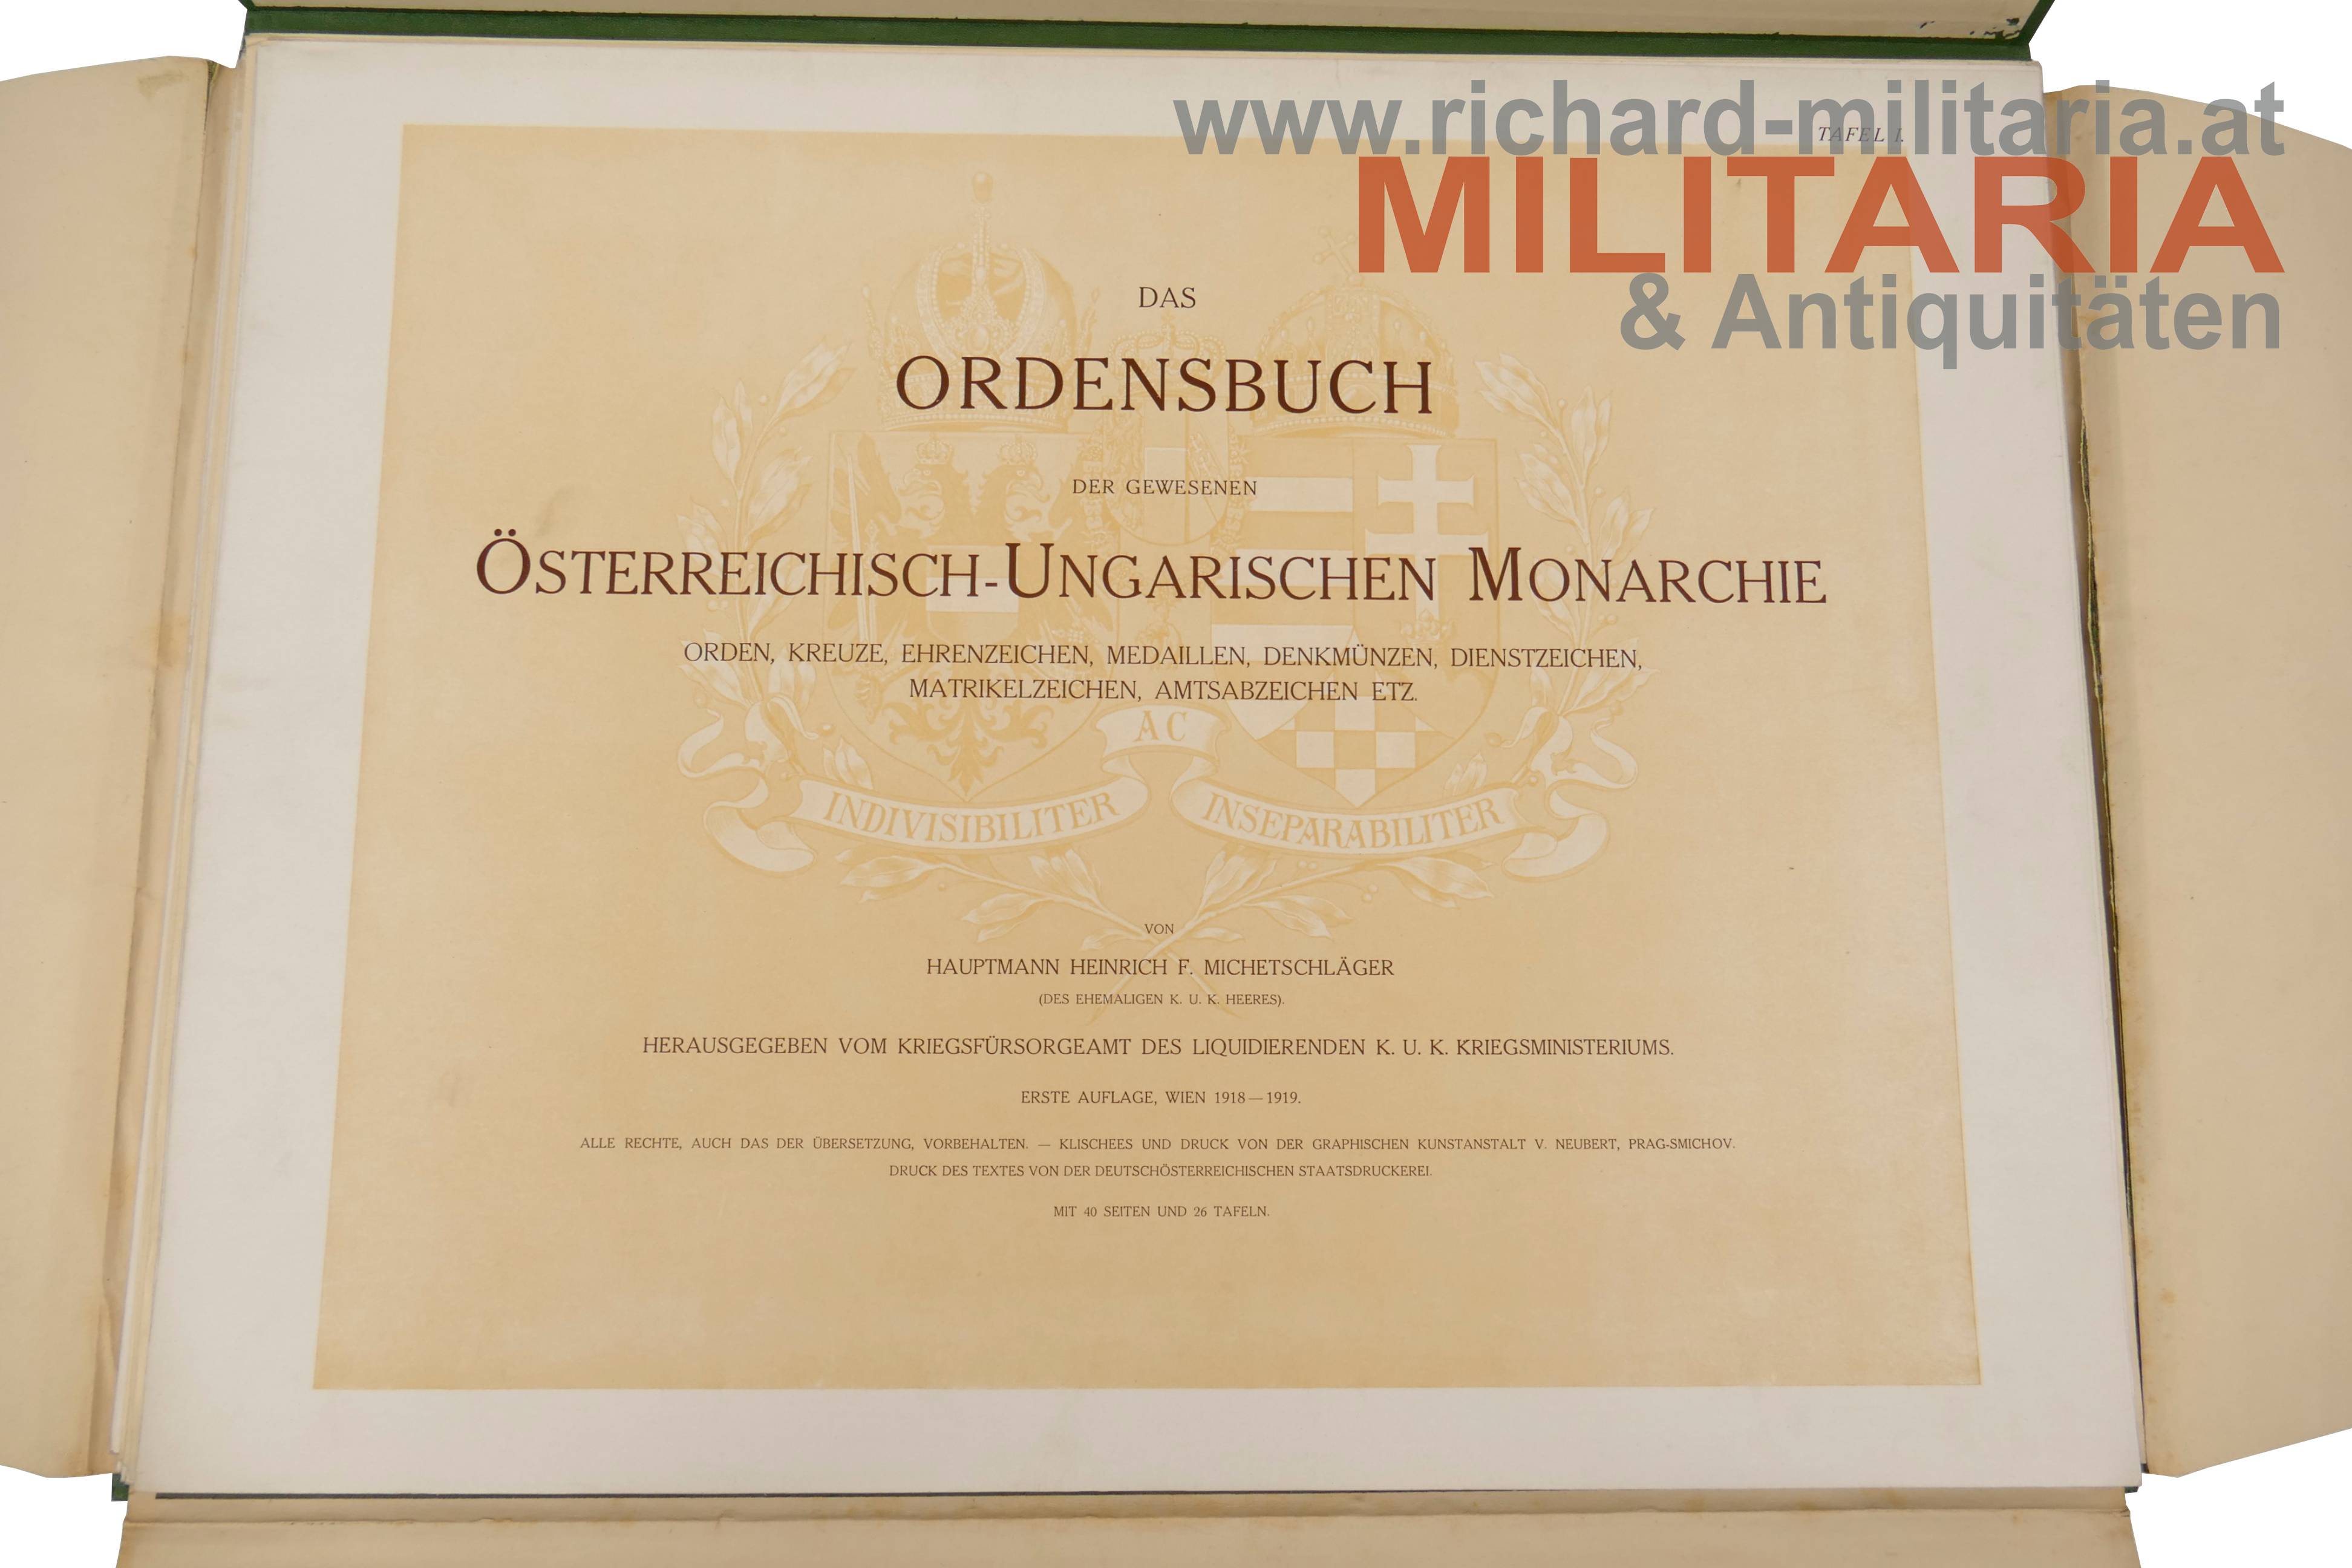 www.richard-militaria.at
TAFEL I.
MILITARIA
& Antiquitäten
DAS
ORDENSBUCH
DER GEWESENEN
ÖSTERREICHISCH-UNGARISCHEN MONARCHIE
ORDEN, KREUZE, EHRENZEICHEN, MEDAILLEN, DENKMÜNZEN, DIENSTZEICHEN,
MATRIKELZEICHEN, AMTSABZEICHEN ETZ.
AC
INDIVISIBILITER INSEPARABILITER
VON
HAUPTMANN HEINRICH F. MICHETSCHLÄGER
(DES EHEMALIGEN K. U. K. HEERES).
HERAUSGEGEBEN VOM KRIEGSFÜRSORGEAMT DES LIQUIDIERENDEN K. U. K. KRIEGSMINISTERIUMS.
ERSTE AUFLAGE, WIEN 1918—1919.
ALLE RECHTE, AUCH DAS DER ÜBERSETZUNG, VORBEHALTEN. — KLISCHEES UND DRUCK VON DER GRAPHISCHEN KUNSTANSTALT V. NEUBERT, PRAG-SMICHOV.
DRUCK DES TEXTES VON DER DEUTSCHÖSTERREICHISCHEN STAATSDRUCKEREI.
MIT 40 SEITEN UND 26 TAFELN.